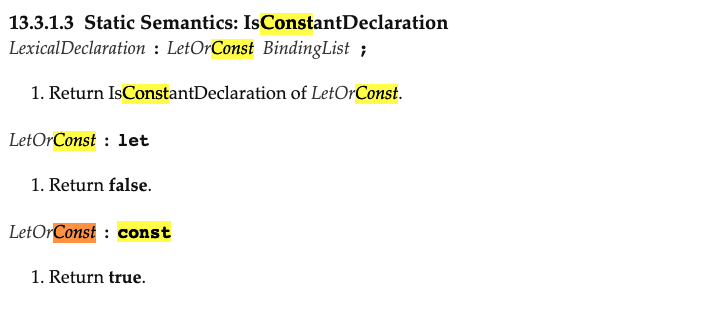 13.3.1.3 Static Semantics: IsConstantDeclaration
LexicalDeclaration : LetOrConst BindingList ;
1. Return IsConstantDeclaration of LetOrConst.
LetOrConst : let
1. Return false.
LetOrConst : const
1. Return true.